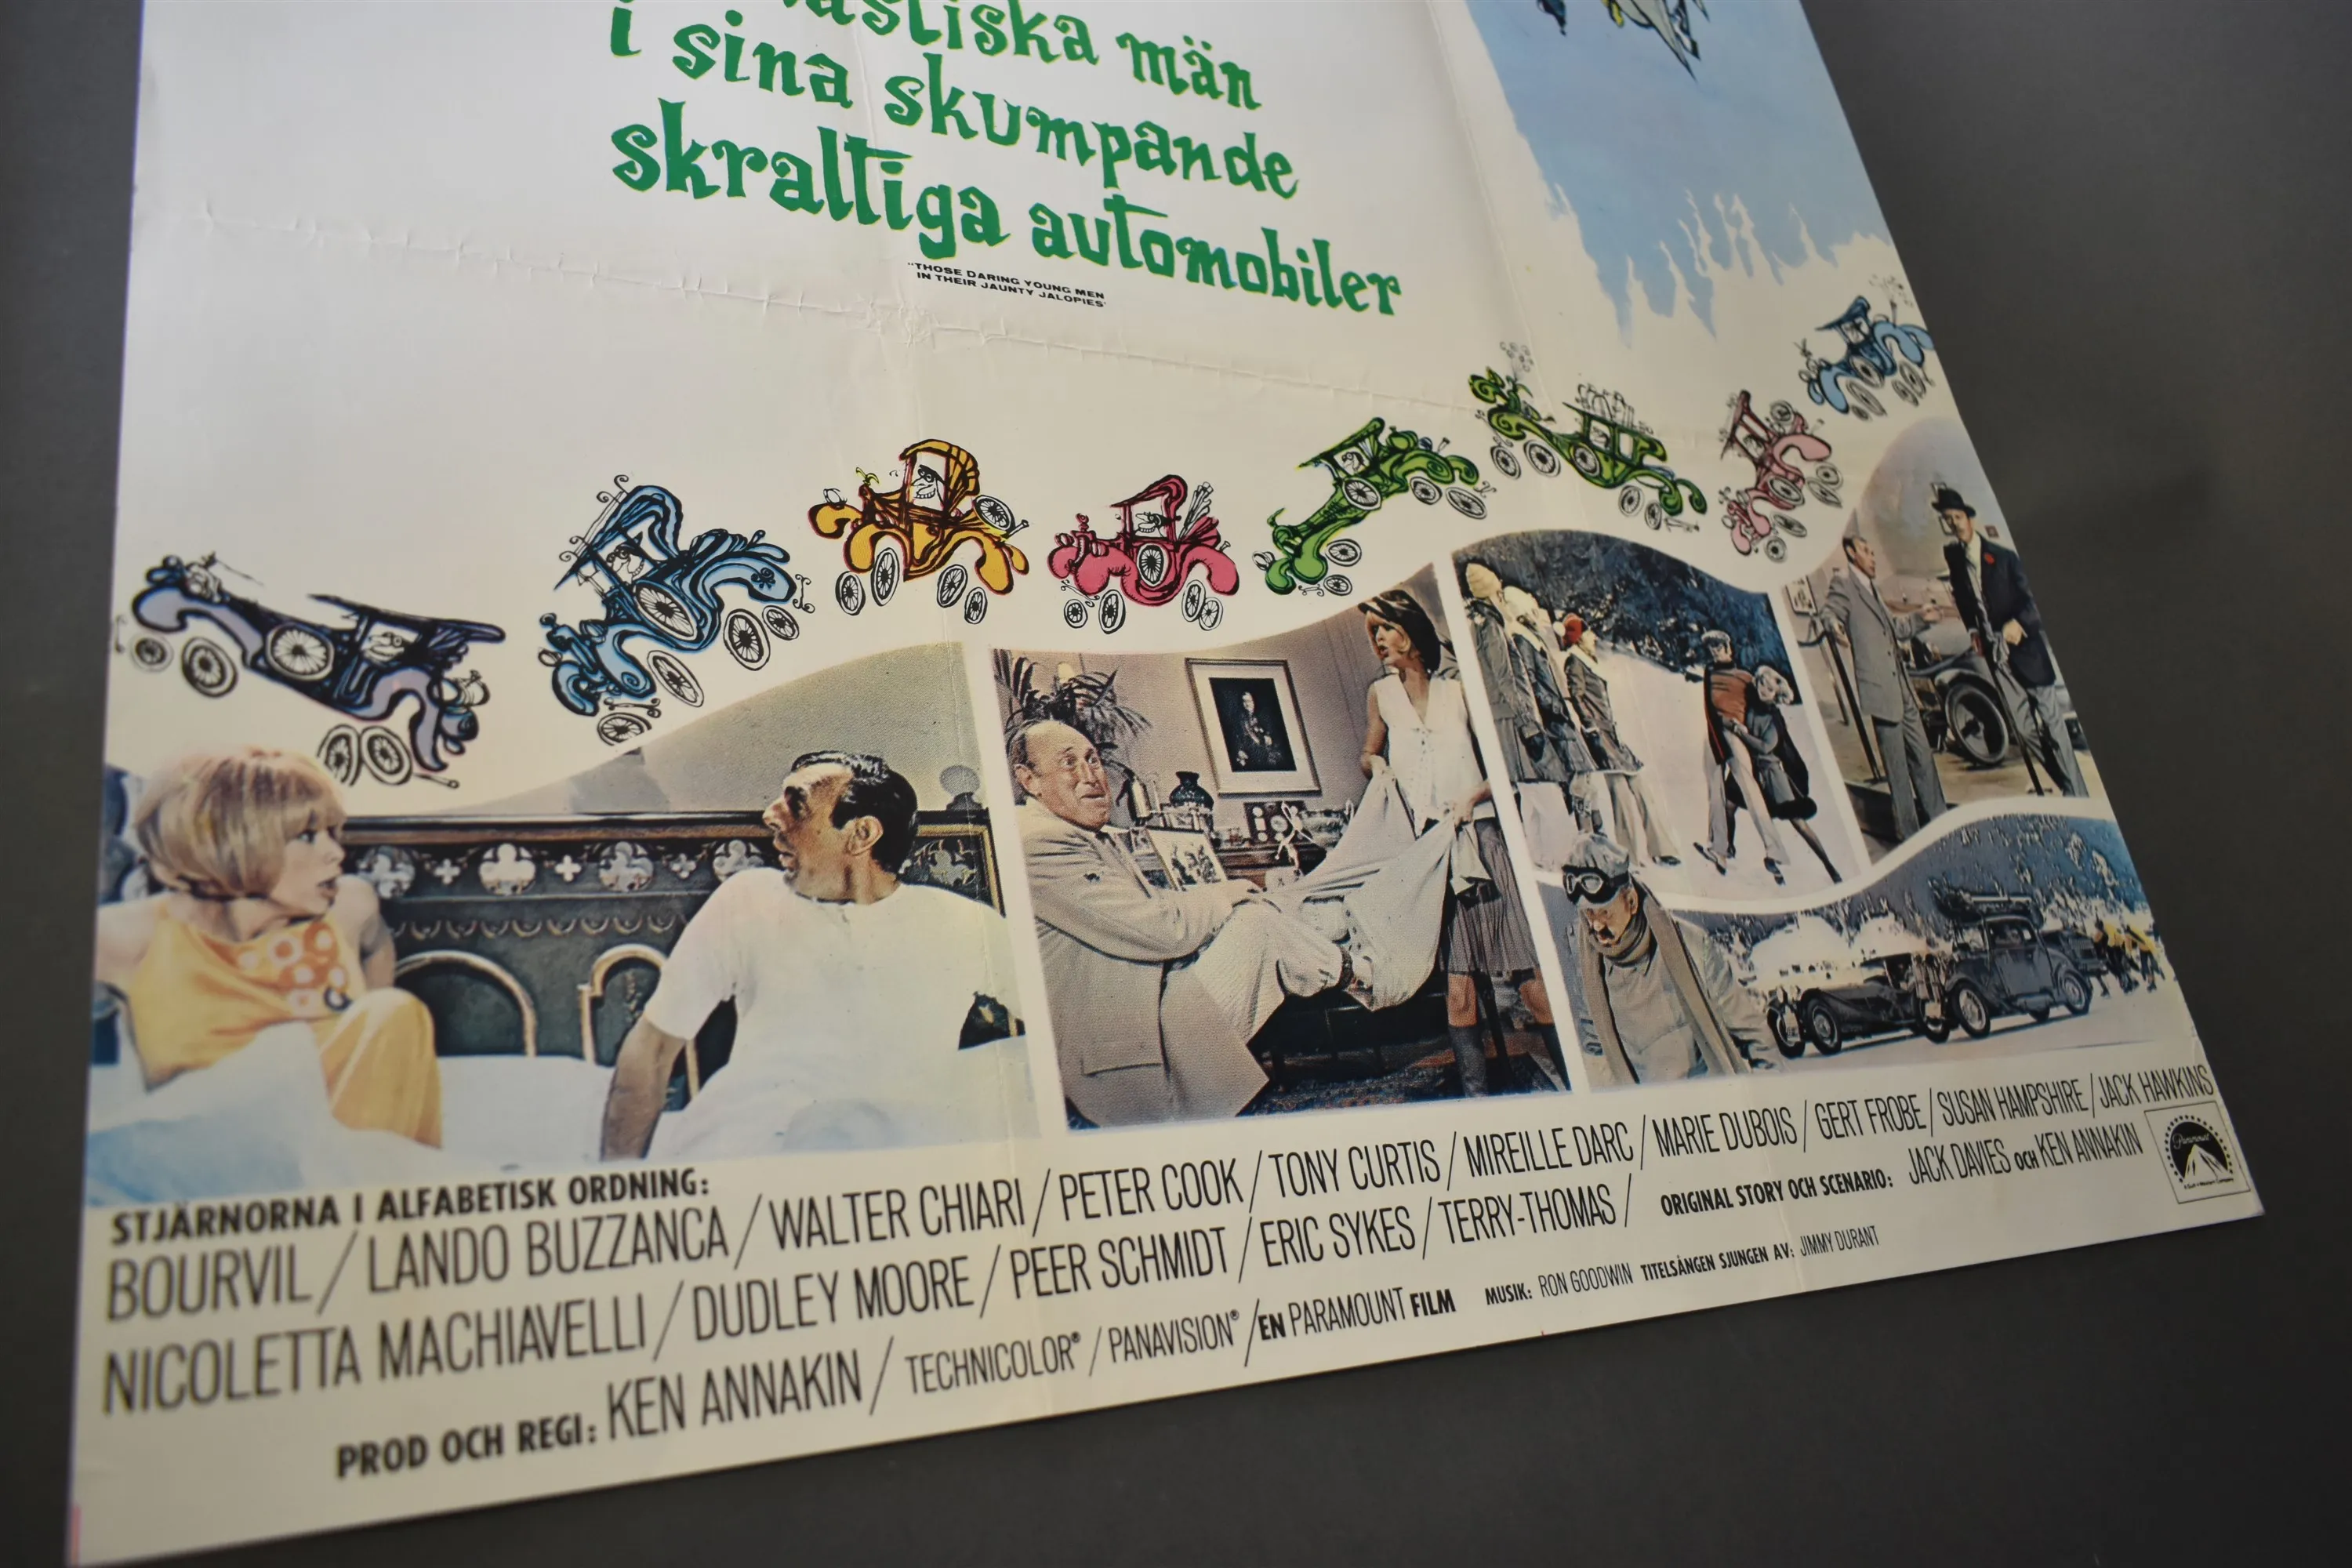 i sina skumpande
skraltiga automobiler
"THOSE DARING YOUNG MEN
IN THEIR JAUNTY JALOPIES"
STJÄRNORNA I ALFABETISK ORDNING:
BOURVIL / LANDO BUZZANCA / WALTER CHIARI / PETER COOK / TONY CURTIS / MIREILLE DARC / MARIE DUBOIS / GERT FROBE / SUSAN HAMPSHIRE / JACK HAWKINS
NICOLETTA MACHIAVELLI / DUDLEY MOORE / PEER SCHMIDT / ERIC SYKES / TERRY-THOMAS / ORIGINAL STORY OCH SCENARIO: JACK DAVIES OCH KEN ANNAKIN
PROD OCH REGI: KEN ANNAKIN / TECHNICOLOR® / PANAVISION® / EN PARAMOUNT FILM MUSIK: RON GOODWIN TITELSÅNGEN SJUNGEN AV: JIMMY DURANT
Paramount